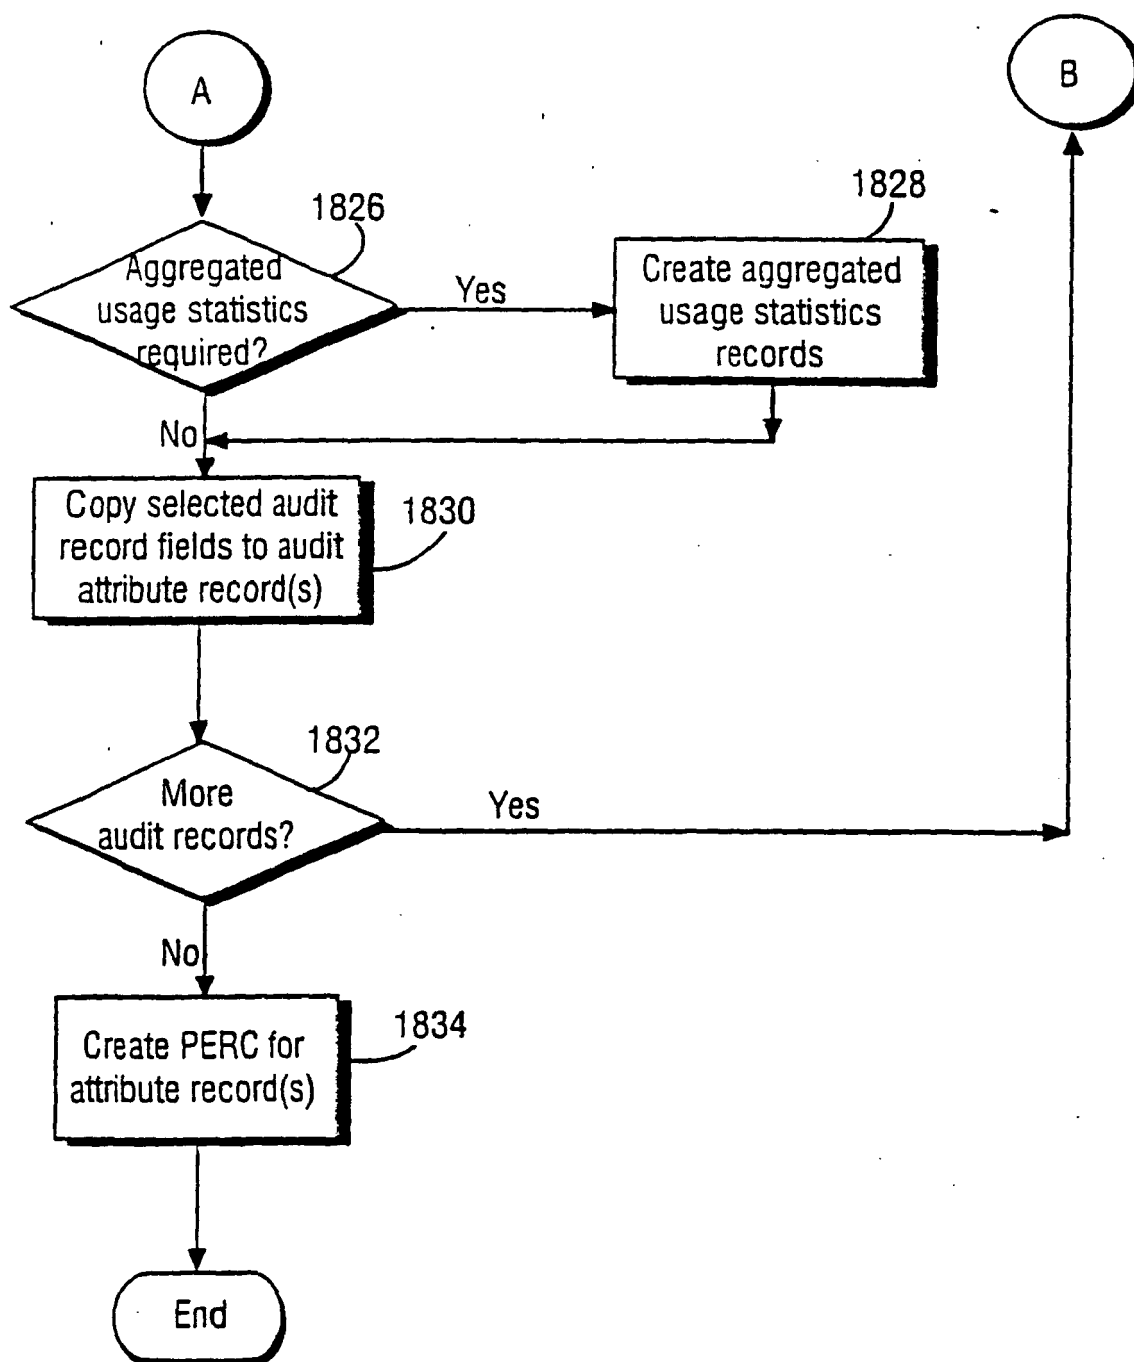 A
B
1826
1828
Aggregated
usage statistics
required?
Yes
Create aggregated
usage statistics
records
No
Copy selected audit
record fields to audit
attribute record(s)
1830
1832
More
audit records?
Yes
No
Create PERC for
attribute record(s)
1834
End